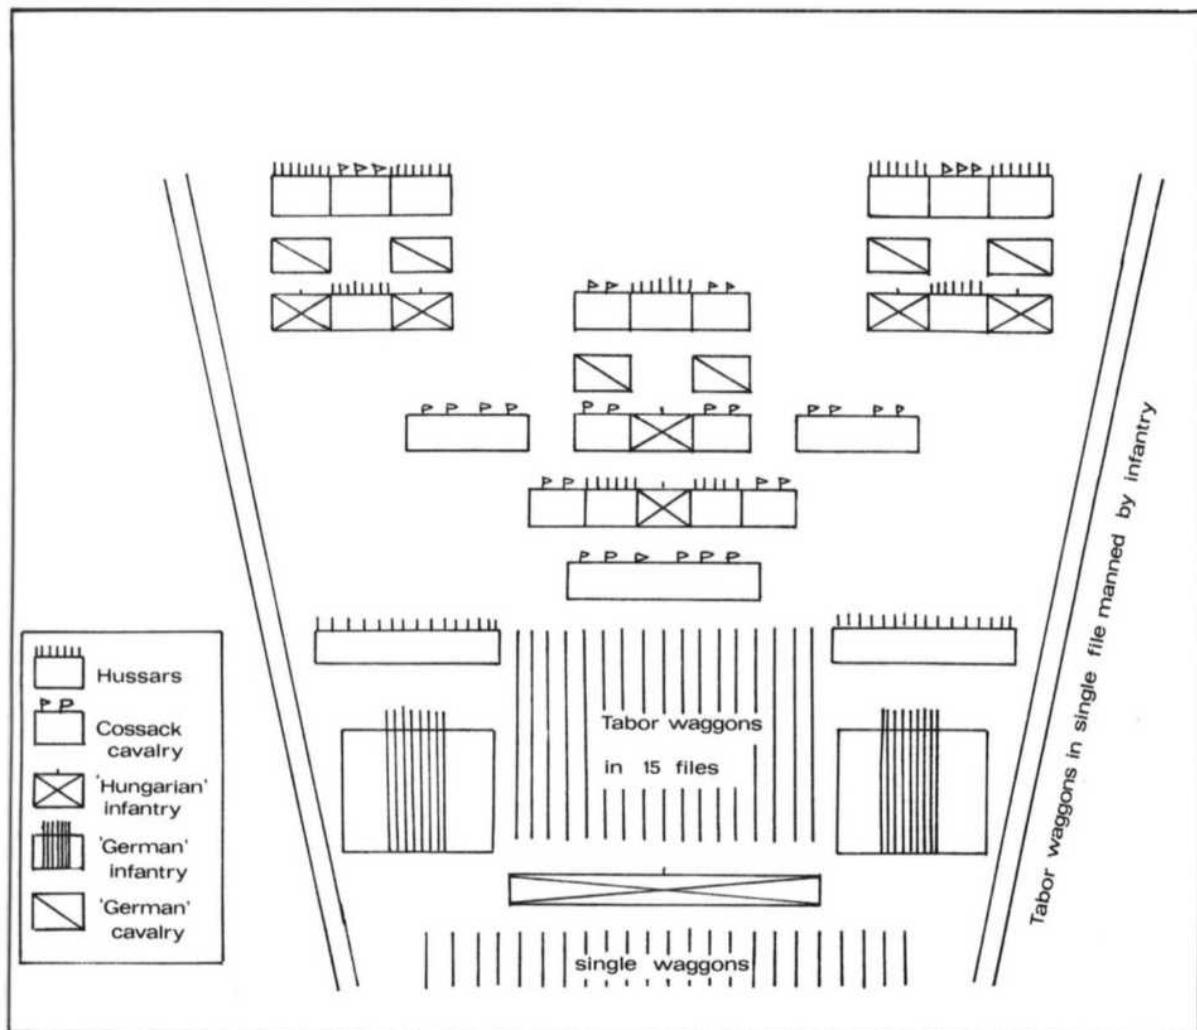 Tabor waggons in single file manned by infantry
Hussars
Cossack
cavalry
'Hungarian'
infantry
'German'
infantry
'German'
cavalry
Tabor waggons
in 15 files
single waggons